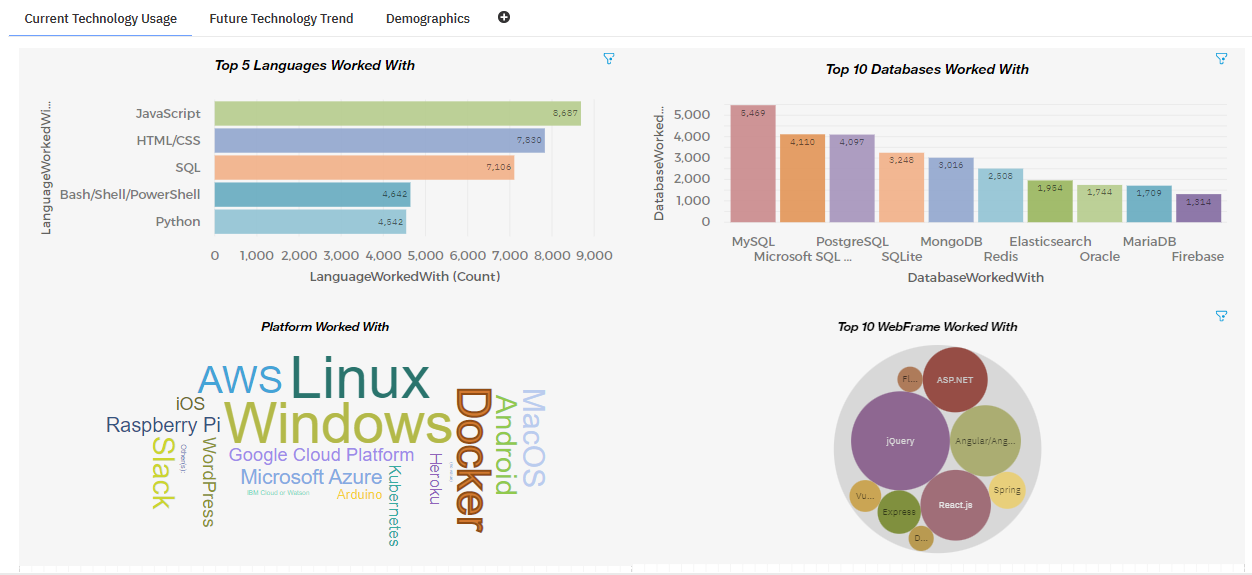 Current Technology Usage Future Technology Trend Demographics
Top 5 Languages Worked With
LanguageWorkedWi...
JavaScript 8,687
HTML/CSS 7,830
SQL 7,106
Bash/Shell/PowerShell 4,642
Python 4,542
0 1,000 2,000 3,000 4,000 5,000 6,000 7,000 8,000 9,000
LanguageWorkedWith (Count)
Top 10 Databases Worked With
DatabaseWorked...
5,000
4,000
3,000
2,000
1,000
0
5,469 4,110 4,097 3,248 3,016 2,508 1,954 1,744 1,709 1,314
MySQL PostgreSQL MongoDB Elasticsearch MariaDB
Microsoft SQL ... SQLite Redis Oracle Firebase
DatabaseWorkedWith
Platform Worked With
AWS
Linux
iOS
Windows
Raspberry Pi
Docker
Android
MacOS
Slack
Other(s):
WordPress
Google Cloud Platform
Microsoft Azure
IBM Cloud or Watson
Arduino
Kubernetes
Heroku
Top 10 WebFrame Worked With
Fl...
ASP.NET
jQuery
Angular/Ang...
Vu...
Express
React.js
Spring
D...